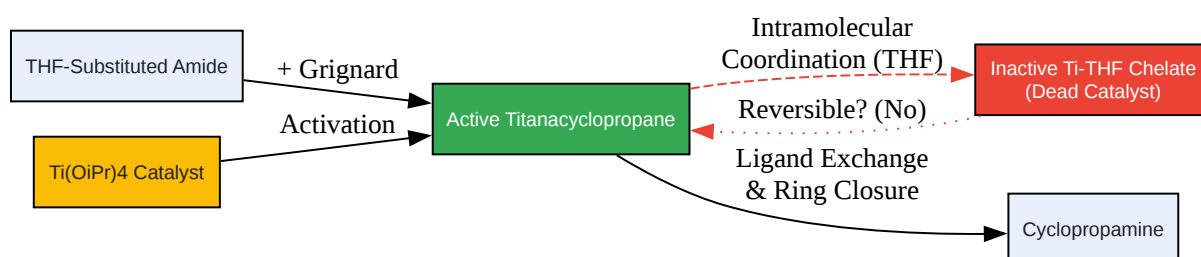 THF-Substituted Amide
+ Grignard
Ti(OiPr)4 Catalyst
Activation
Active Titanacyclopropane
Intramolecular
Coordination (THF)
Reversible? (No)
Ligand Exchange
& Ring Closure
Inactive Ti-THF Chelate
(Dead Catalyst)
Cyclopropamine